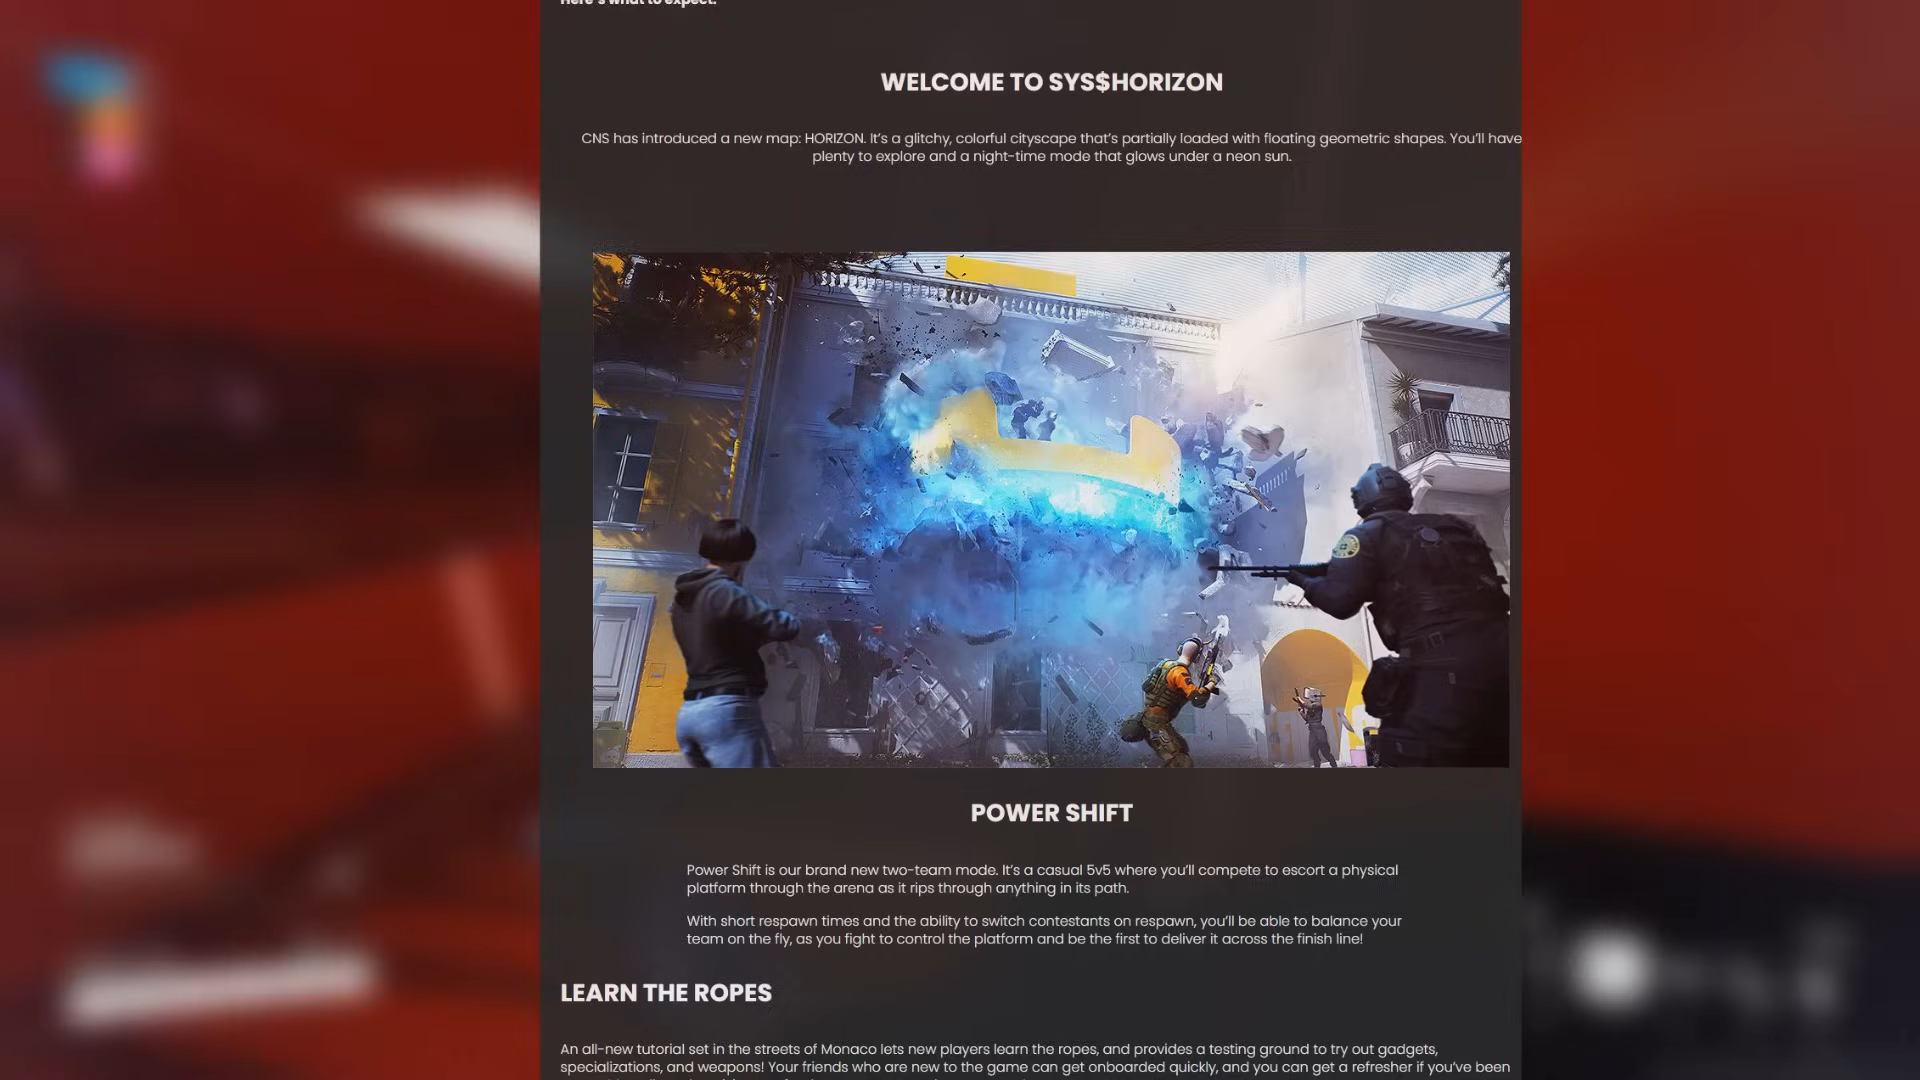 Here's what to expect:
WELCOME TO SYS$HORIZON
CNS has introduced a new map: HORIZON. It's a glitchy, colorful cityscape that's partially loaded with floating geometric shapes. You'll have
plenty to explore and a night-time mode that glows under a neon sun.
POWER SHIFT
Power Shift is our brand new two-team mode. It's a casual 5v5 where you'll compete to escort a physical
platform through the arena as it rips through anything in its path.
With short respawn times and the ability to switch contestants on respawn, you'll be able to balance your
team on the fly, as you fight to control the platform and be the first to deliver it across the finish line!
LEARN THE ROPES
An all-new tutorial set in the streets of Monaco lets new players learn the ropes, and provides a testing ground to try out gadgets,
specializations, and weapons! Your friends who are new to the game can get onboarded quickly, and you can get a refresher if you've been